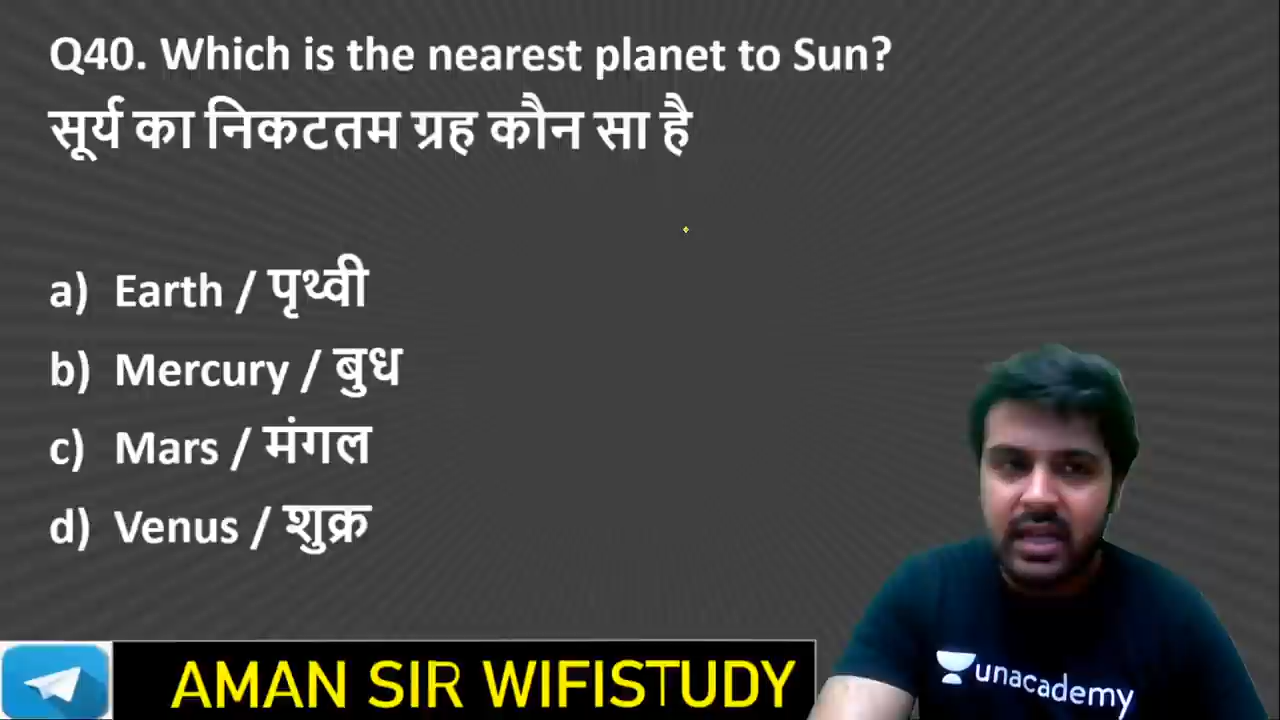 Q40. Which is the nearest planet to Sun?
सूर्य का निकटतम ग्रह कौन सा है
a) Earth / पृथ्वी
b) Mercury / बुध
c) Mars / मंगल
d) Venus / शुक्र
AMAN SIR WIFISTUDY
unacademy